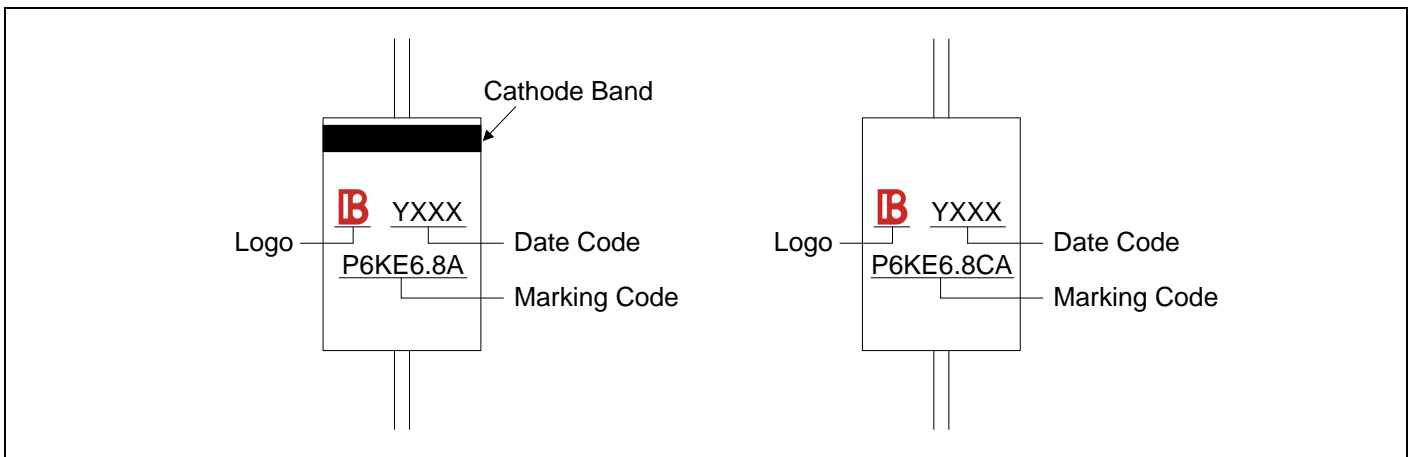 Cathode Band
B YXXX
Logo
Date Code
P6KE6.8A
Marking Code
B YXXX
Logo
Date Code
P6KE6.8CA
Marking Code